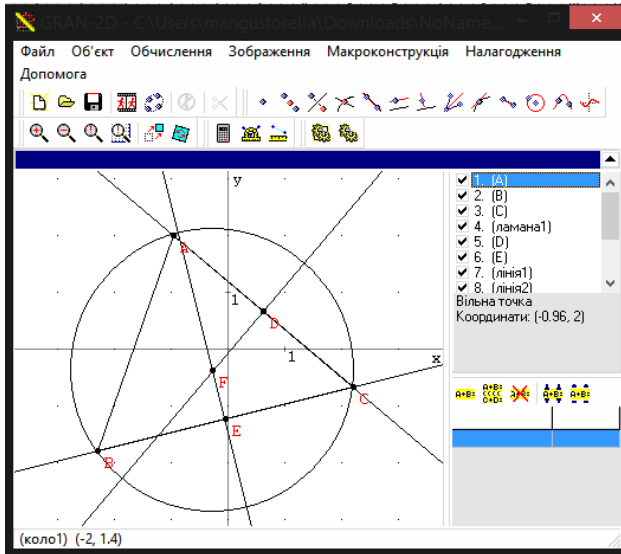 GRAN-2D - C:\Users\mangustorella\Downloads\NoName...
Файл Об'єкт Обчислення Зображення Макроконструкція Налагодження
Допомога
y
A
1
D
1
x
F
C
E
B
1. (A)
2. (B)
3. (C)
4. (ламана1)
5. (D)
6. (E)
7. (лінія1)
8. (лінія2)
Вільна точка
Координати: (-0.96, 2)
(коло1) (-2, 1.4)